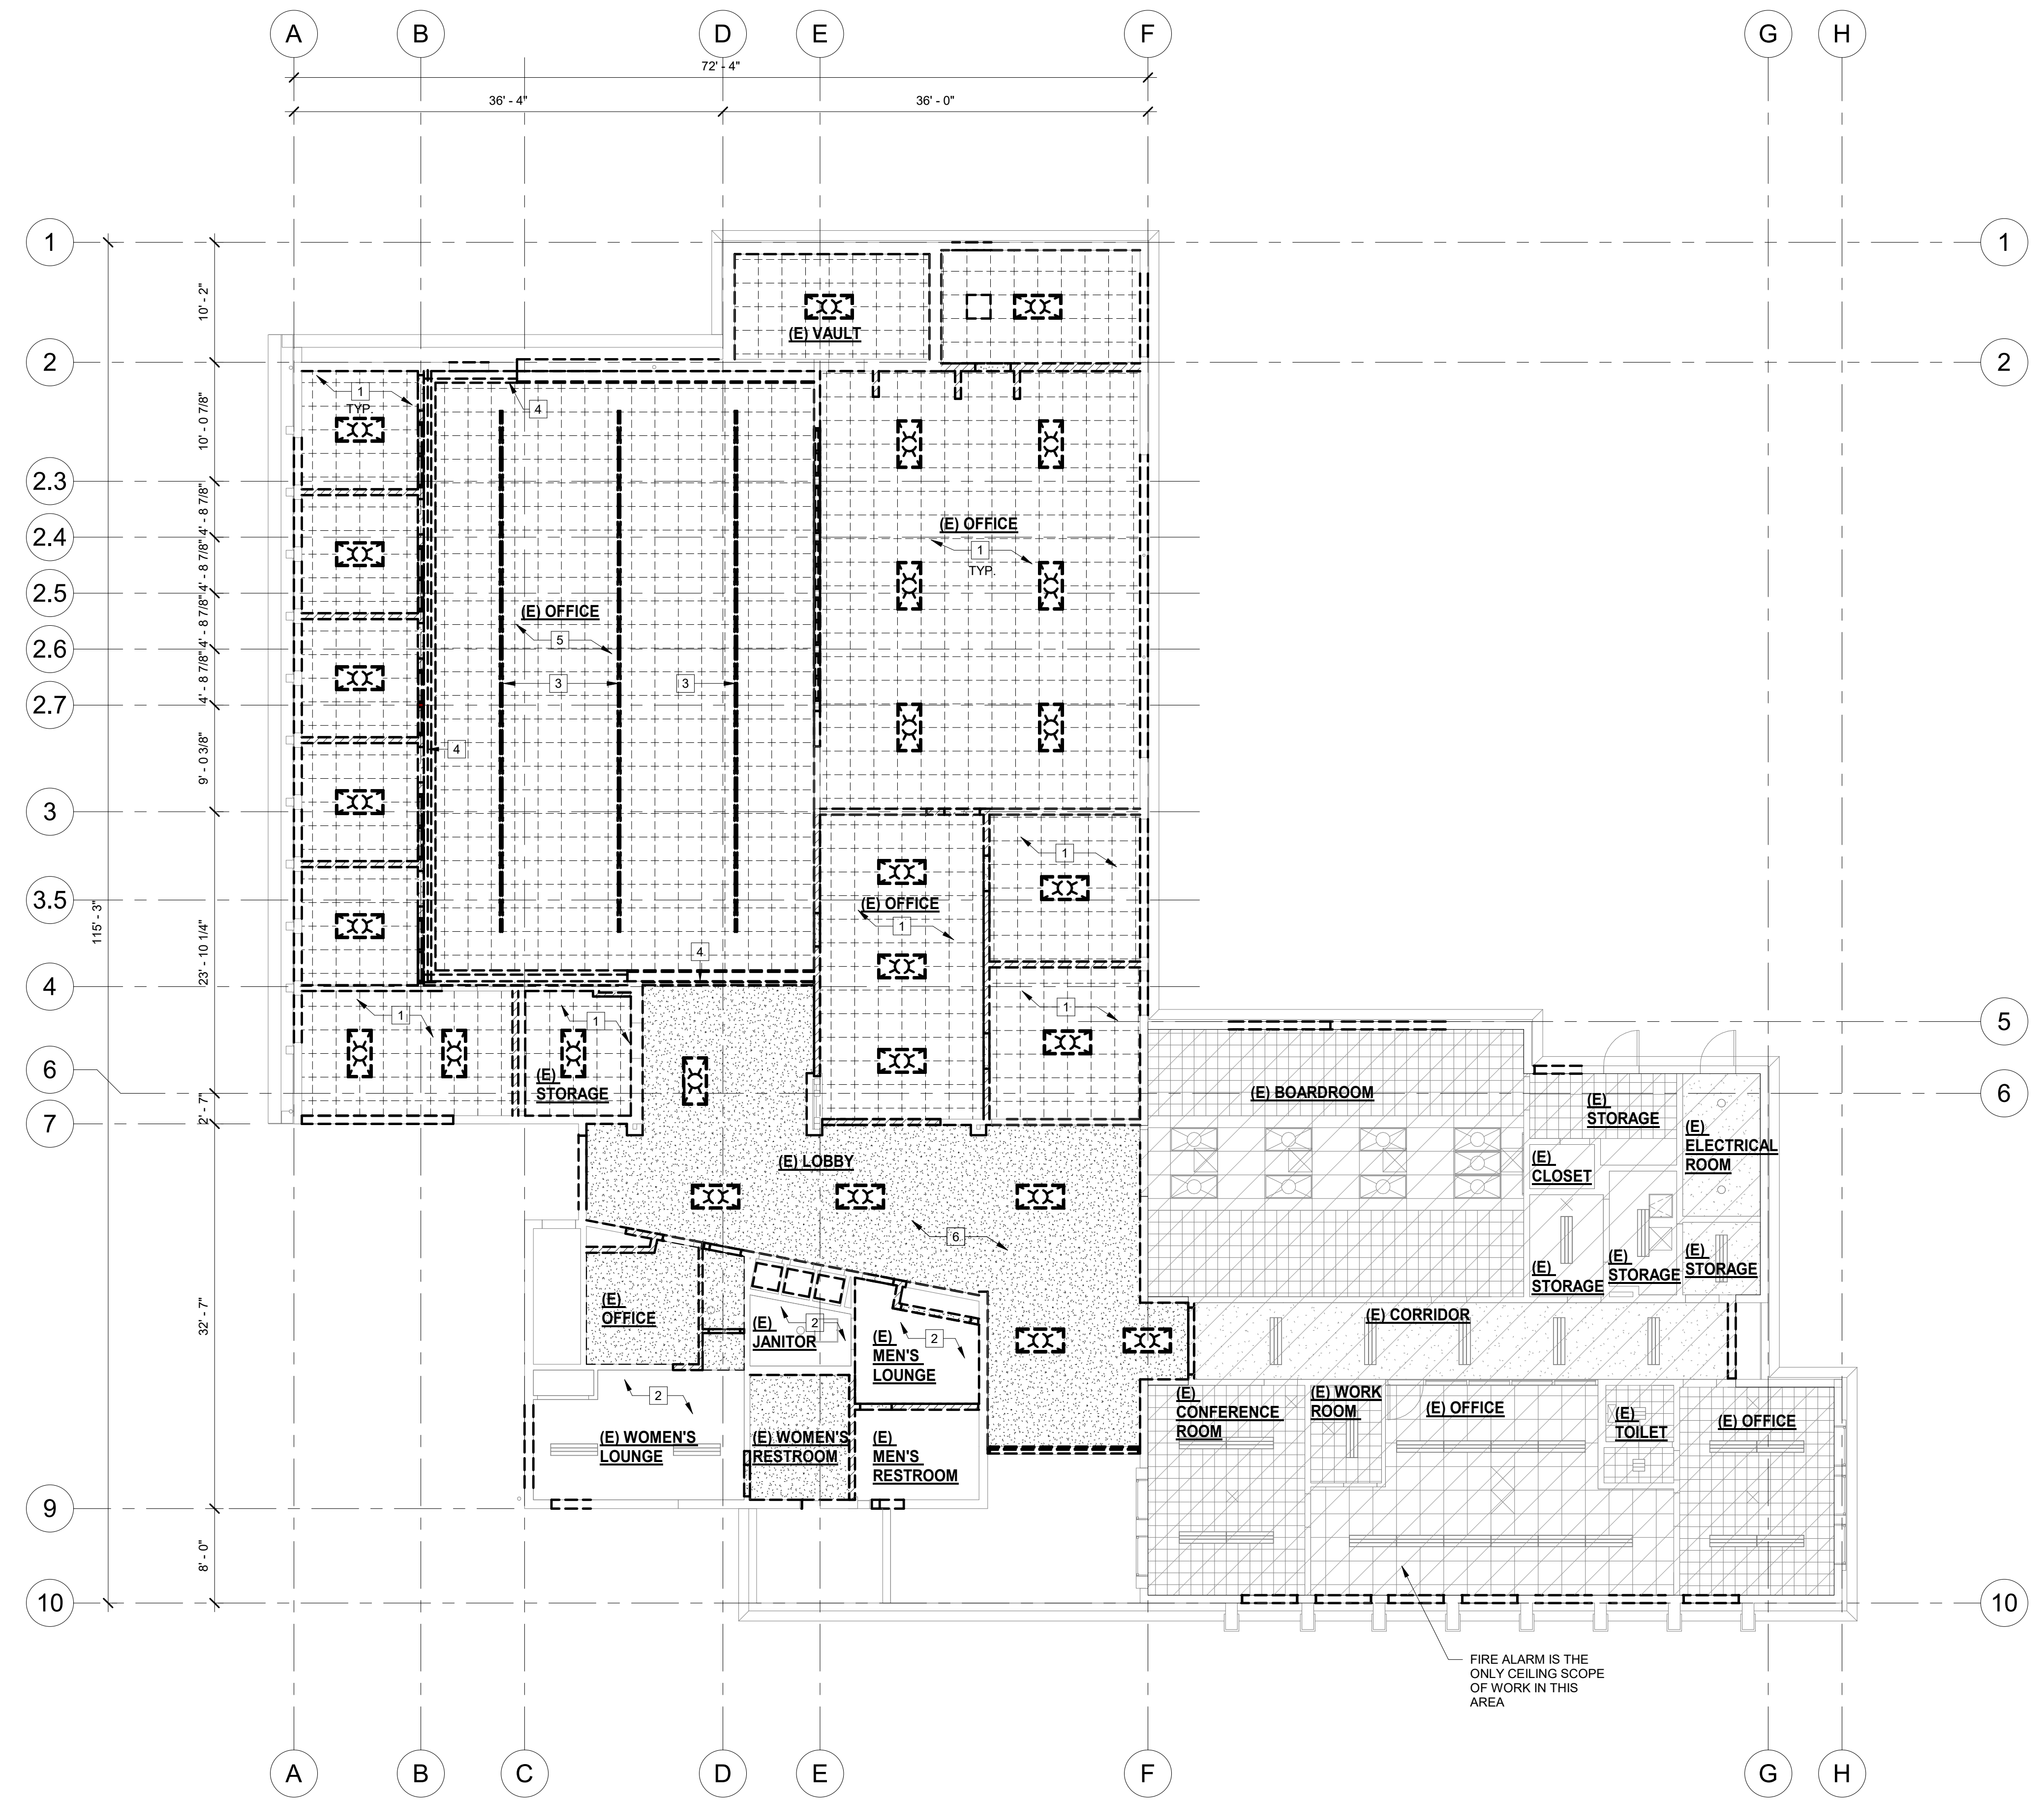 A
B
D
E
F
G
H
72' - 4"
36' - 4"
36' - 0"
1
1
10' - 2"
(E) VAULT
2
2
1
TYP.
4
10' - 0 7/8"
2.3
4' - 8 7/8"
(E) OFFICE
1
TYP.
2.4
4' - 8 7/8"
2.5
(E) OFFICE
5
4' - 8 7/8"
2.6
3
3
4' - 8 7/8"
2.7
4
9' - 0 3/8"
3
1
3.5
(E) OFFICE
1
115' - 3"
23' - 10 1/4"
4
4
1
1
1
5
6
(E)
STORAGE
6
2' - 7"
7
(E) BOARDROOM
(E)
STORAGE
(E)
ELECTRICAL
ROOM
(E)
CLOSET
(E) LOBBY
6
(E)
STORAGE
(E)
STORAGE
(E)
STORAGE
(E)
OFFICE
(E)
JANITOR
2
(E)
MEN'S
LOUNGE
2
(E) CORRIDOR
32' - 7"
2
(E) WOMEN'S
LOUNGE
(E) WOMEN'S
RESTROOM
(E)
MEN'S
RESTROOM
(E)
CONFERENCE
ROOM
(E) WORK
ROOM
(E) OFFICE
(E)
TOILET
(E) OFFICE
9
8' - 0"
10
10
FIRE ALARM IS THE
ONLY CEILING SCOPE
OF WORK IN THIS
AREA
A
B
C
D
E
F
G
H